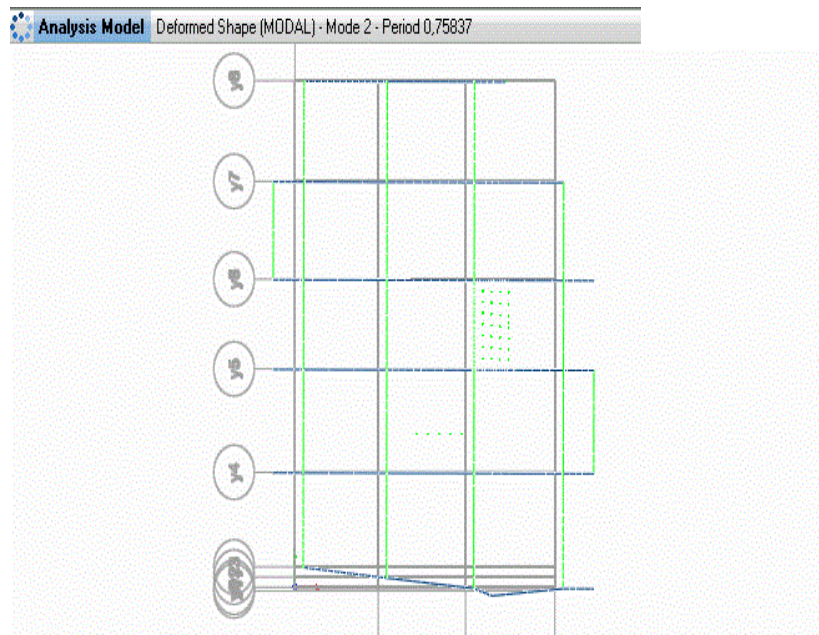 Analysis Model Deformed Shape (MODAL) - Mode 2 - Period 0,75837
y8
y7
y6
y5
y4